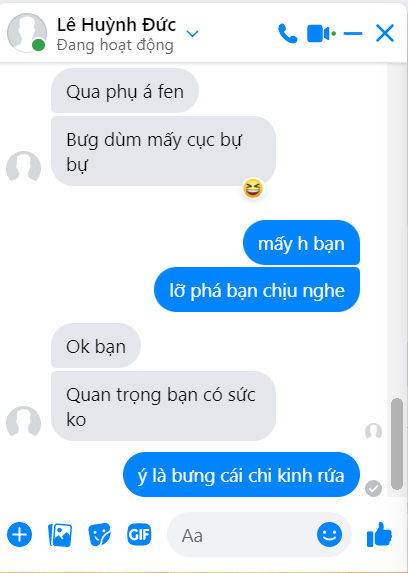 Lê Huỳnh Đức
Đang hoạt động
Qua phụ á fen
Bưg dùm mấy cục bự
bự
mấy h bạn
lỡ phá bạn chịu nghe
Ok bạn
Quan trọng bạn có sức
ko
ý là bưng cái chi kinh rứa
GIF
Aa